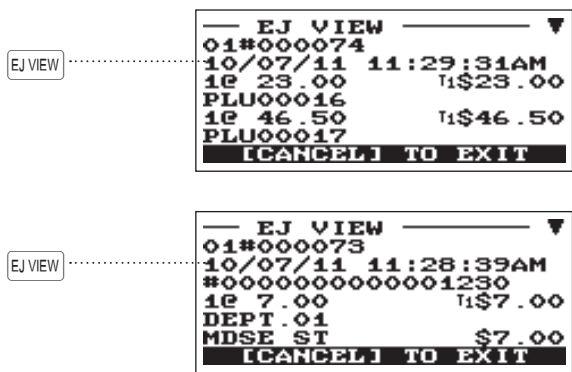 EJ VIEW
EJ VIEW ▼
01#000074
10/07/11 11:29:31AM
1@ 23.00 T1$23.00
PLU00016
1@ 46.50 T1$46.50
PLU00017
[CANCEL] TO EXIT
EJ VIEW
EJ VIEW ▼
01#000073
10/07/11 11:28:39AM
#0000000000001230
1@ 7.00 T1$7.00
DEPT.01
MDSE ST $7.00
[CANCEL] TO EXIT